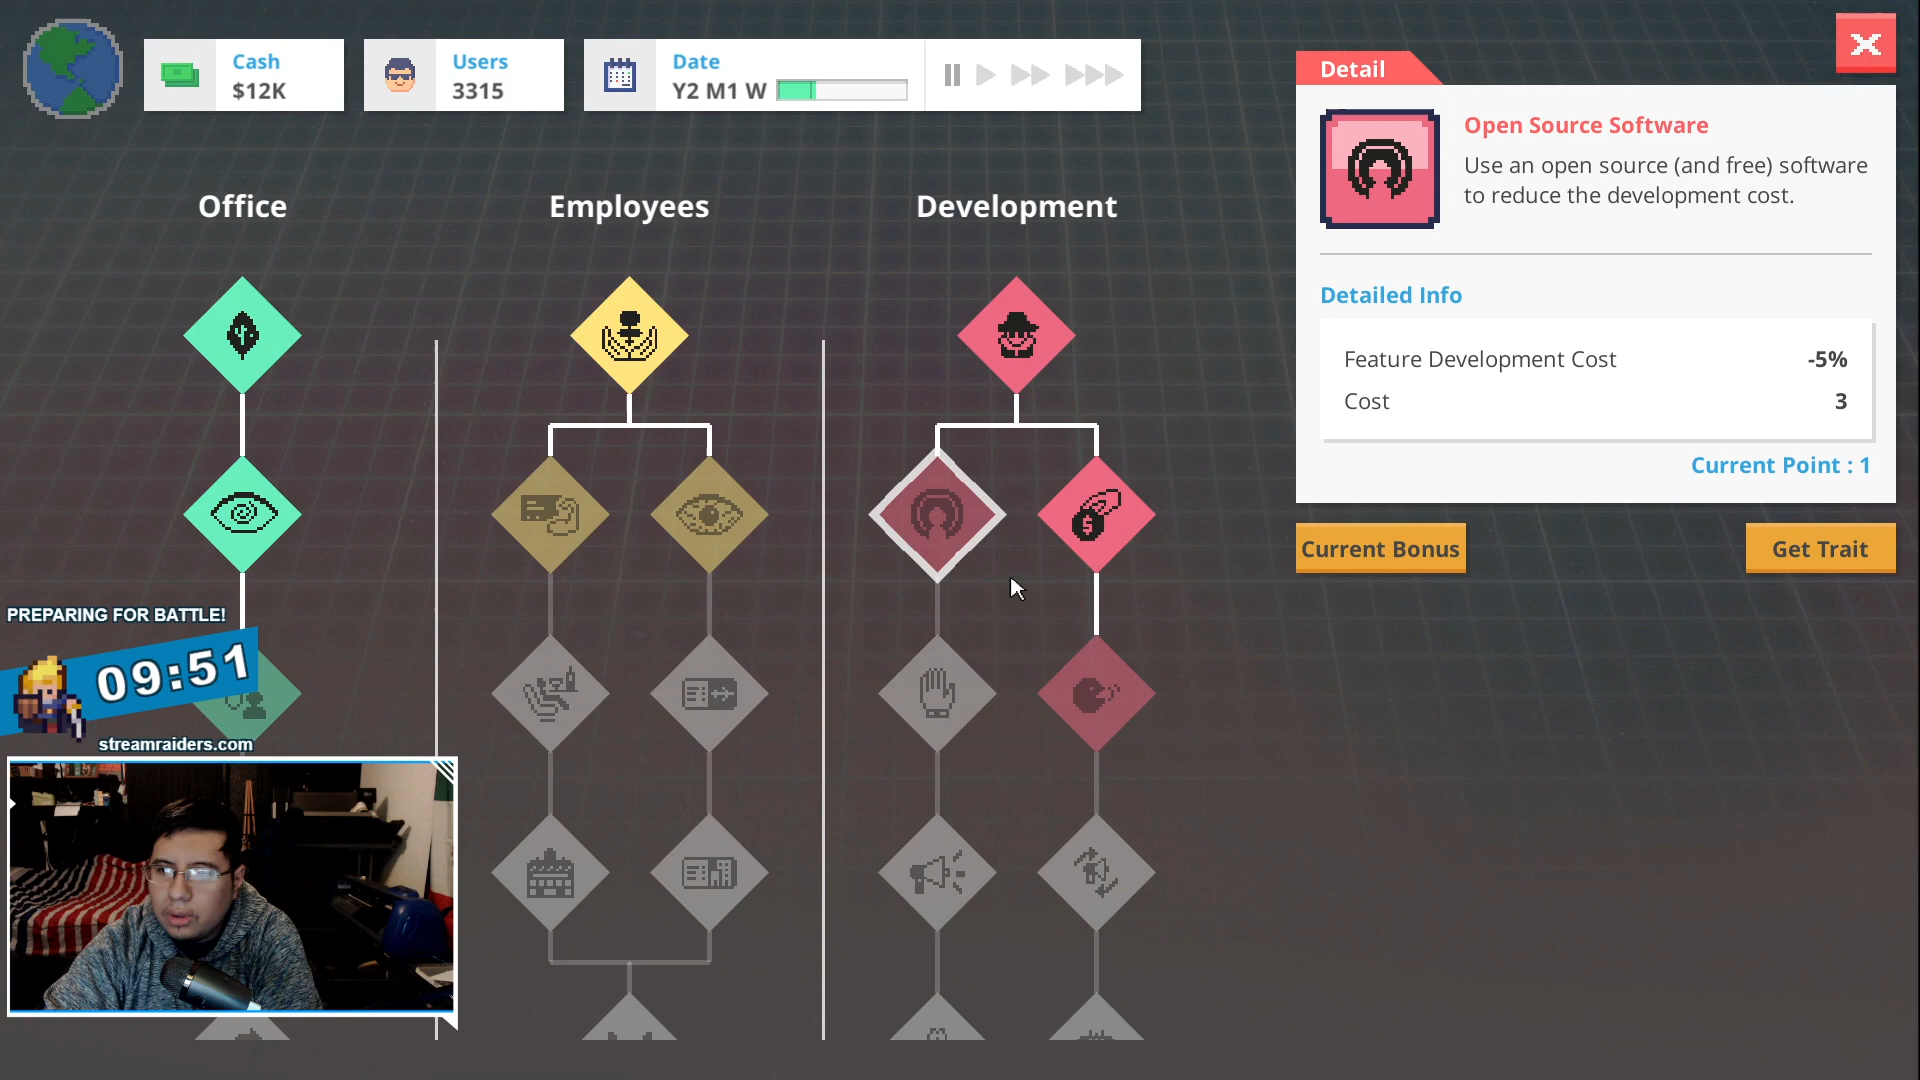 Cash
$12K
Users
3315
Date
Y2 M1 W
Detail
Open Source Software
Use an open source (and free) software
to reduce the development cost.
Detailed Info
Feature Development Cost -5%
Cost 3
Current Point : 1
Current Bonus
Get Trait
Office
Employees
Development
PREPARING FOR BATTLE!
09:51
streamraiders.com